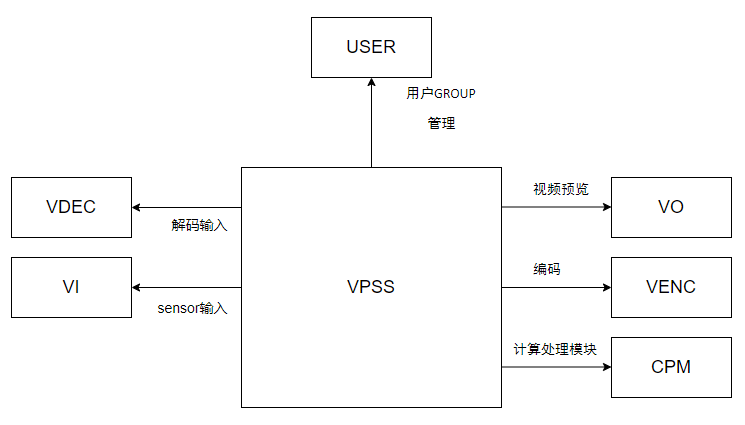 USER
用户GROUP
管理
VDEC
解码输入
VI
sensor输入
VPSS
视频预览
VO
编码
VENC
计算处理模块
CPM